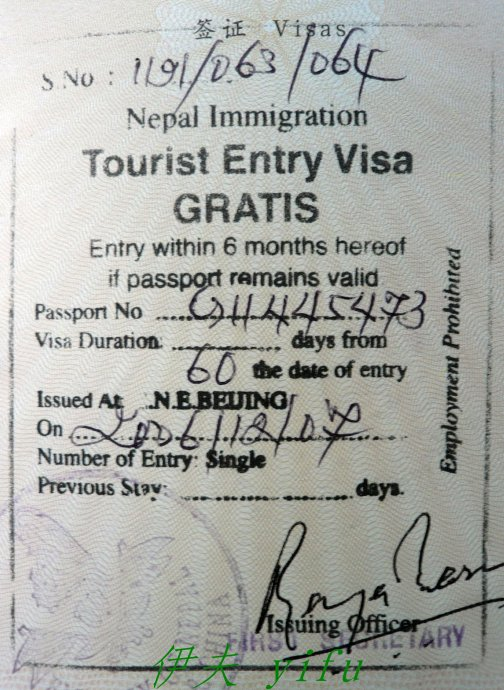 签证 Visas
S.No : 1191/063/064
Nepal Immigration
Tourist Entry Visa
GRATIS
Entry within 6 months hereof
if passport remains valid
Passport No ........G11445473
Visa Duration: .................. days from
60 the date of entry
Issued At .N.E.BEIJING
On 2006/12/07
Number of Entry: Single
Previous Stay: ........................... days.
Employment Prohibited
Issuing Officer
FIRST SECRETARY
伊夫 yifu